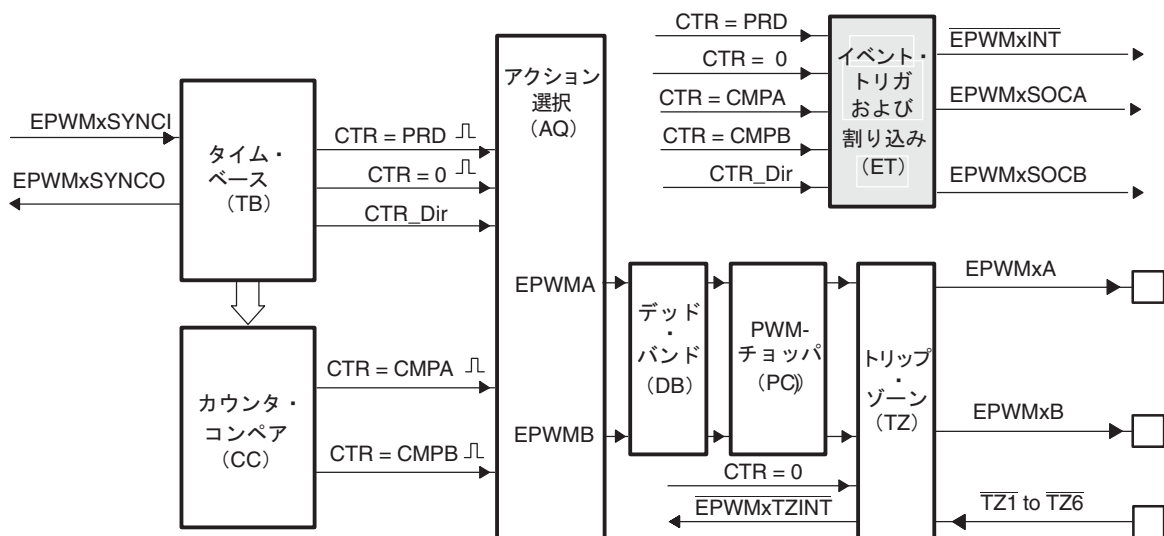 EPWMxSYNCI
EPWMxSYNCO
タイム・
ベース
（TB）
CTR = PRD
CTR = 0
CTR_Dir
カウンタ・
コンペア
（CC）
CTR = CMPA
CTR = CMPB
アクション
選択
（AQ）
EPWMA
EPWMB
CTR = PRD
CTR = 0
CTR = CMPA
CTR = CMPB
CTR_Dir
イベント・
トリガ
および
割り込み
（ET）
EPWMxINT
EPWMxSOCA
EPWMxSOCB
デッド
・
バンド
（DB）
PWM-
チョッパ
（PC）
トリップ
・
ゾーン
（TZ）
EPWMxA
EPWMxB
CTR = 0
EPWMxTZINT
TZ1 to TZ6